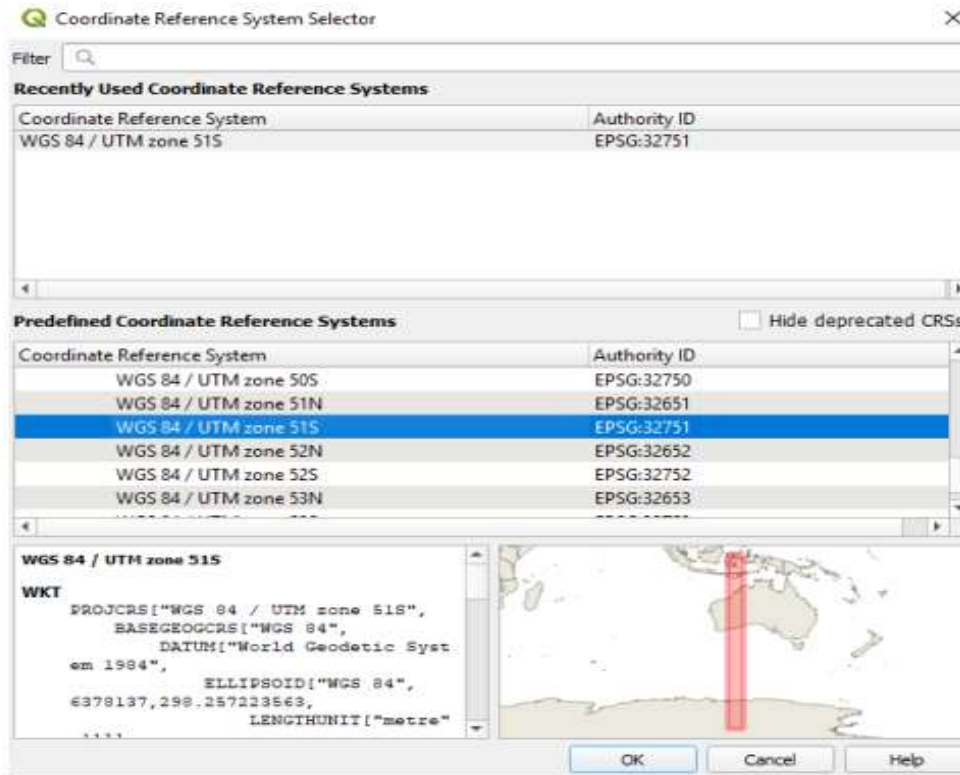 Coordinate Reference System Selector
Filter
Recently Used Coordinate Reference Systems
Coordinate Reference System Authority ID
WGS 84 / UTM zone 51S EPSG:32751
Predefined Coordinate Reference Systems Hide deprecated CRSs
Coordinate Reference System Authority ID
WGS 84 / UTM zone 50S EPSG:32750
WGS 84 / UTM zone 51N EPSG:32651
WGS 84 / UTM zone 51S EPSG:32751
WGS 84 / UTM zone 52N EPSG:32652
WGS 84 / UTM zone 52S EPSG:32752
WGS 84 / UTM zone 53N EPSG:32653
WGS 84 / UTM zone 51S
WKT
PROJCRS["WGS 84 / UTM zone 51S",
BASEGEOGCRS["WGS 84",
DATUM["World Geodetic Syst
em 1984",
ELLIPSOID["WGS 84",
6378137,298.257223563,
LENGTHUNIT["metre"
OK Cancel Help